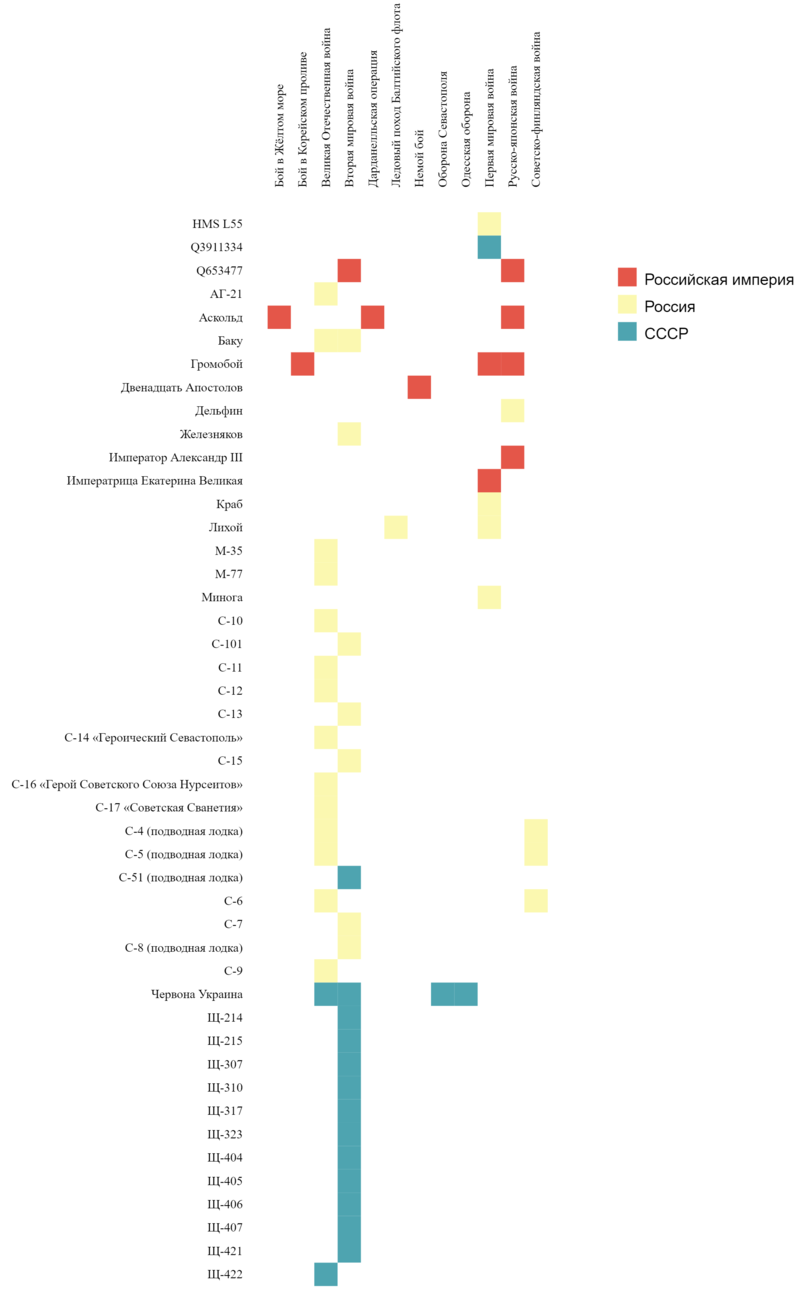 Бой в Жёлтом море
Бой в Корейском проливе
Великая Отечественная война
Вторая мировая война
Дарданелльская операция
Ледовый поход Балтийского флота
Немой бой
Оборона Севастополя
Одесская оборона
Первая мировая война
Русско-японская война
Советско-финляндская война
HMS L55
Q3911334
Q653477
АГ-21
Аскольд
Баку
Громобой
Двенадцать Апостолов
Дельфин
Железняков
Император Александр III
Императрица Екатерина Великая
Краб
Лихой
М-35
М-77
Минога
С-10
С-101
С-11
С-12
С-13
С-14 «Героический Севастополь»
С-15
С-16 «Герой Советского Союза Нурсеитов»
С-17 «Советская Сванетия»
С-4 (подводная лодка)
С-5 (подводная лодка)
С-51 (подводная лодка)
С-6
С-7
С-8 (подводная лодка)
С-9
Червона Украина
Щ-214
Щ-215
Щ-307
Щ-310
Щ-317
Щ-323
Щ-404
Щ-405
Щ-406
Щ-407
Щ-421
Щ-422
Российская империя
Россия
СССР